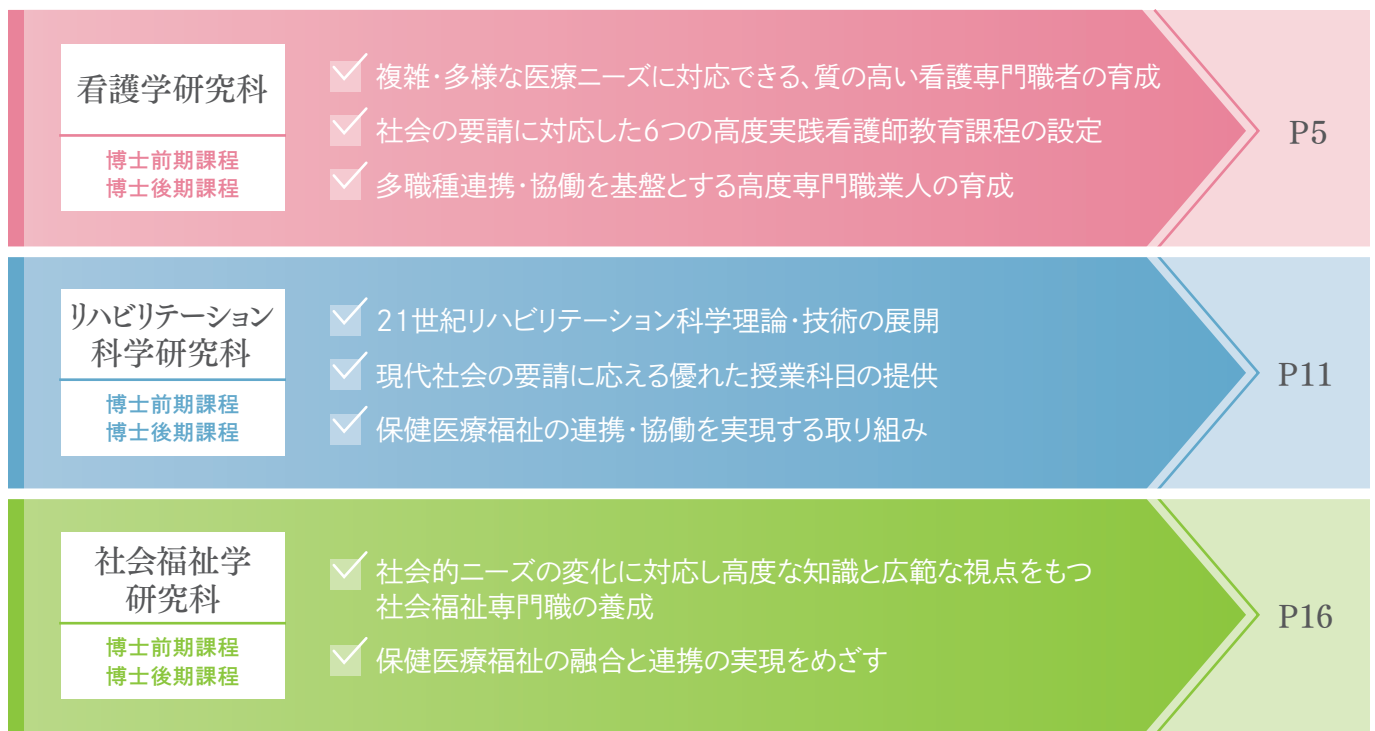 看護学研究科
博士前期課程
博士後期課程
複雑・多様な医療ニーズに対応できる、質の高い看護専門職者の育成
社会の要請に対応した6つの高度実践看護師教育課程の設定
多職種連携・協働を基盤とする高度専門職業人の育成
P5
リハビリテーション
科学研究科
博士前期課程
博士後期課程
21世紀リハビリテーション科学理論・技術の展開
現代社会の要請に応える優れた授業科目の提供
保健医療福祉の連携・協働を実現する取り組み
P11
社会福祉学
研究科
博士前期課程
博士後期課程
社会的ニーズの変化に対応し高度な知識と広範な視点をもつ
社会福祉専門職の養成
保健医療福祉の融合と連携の実現をめざす
P16